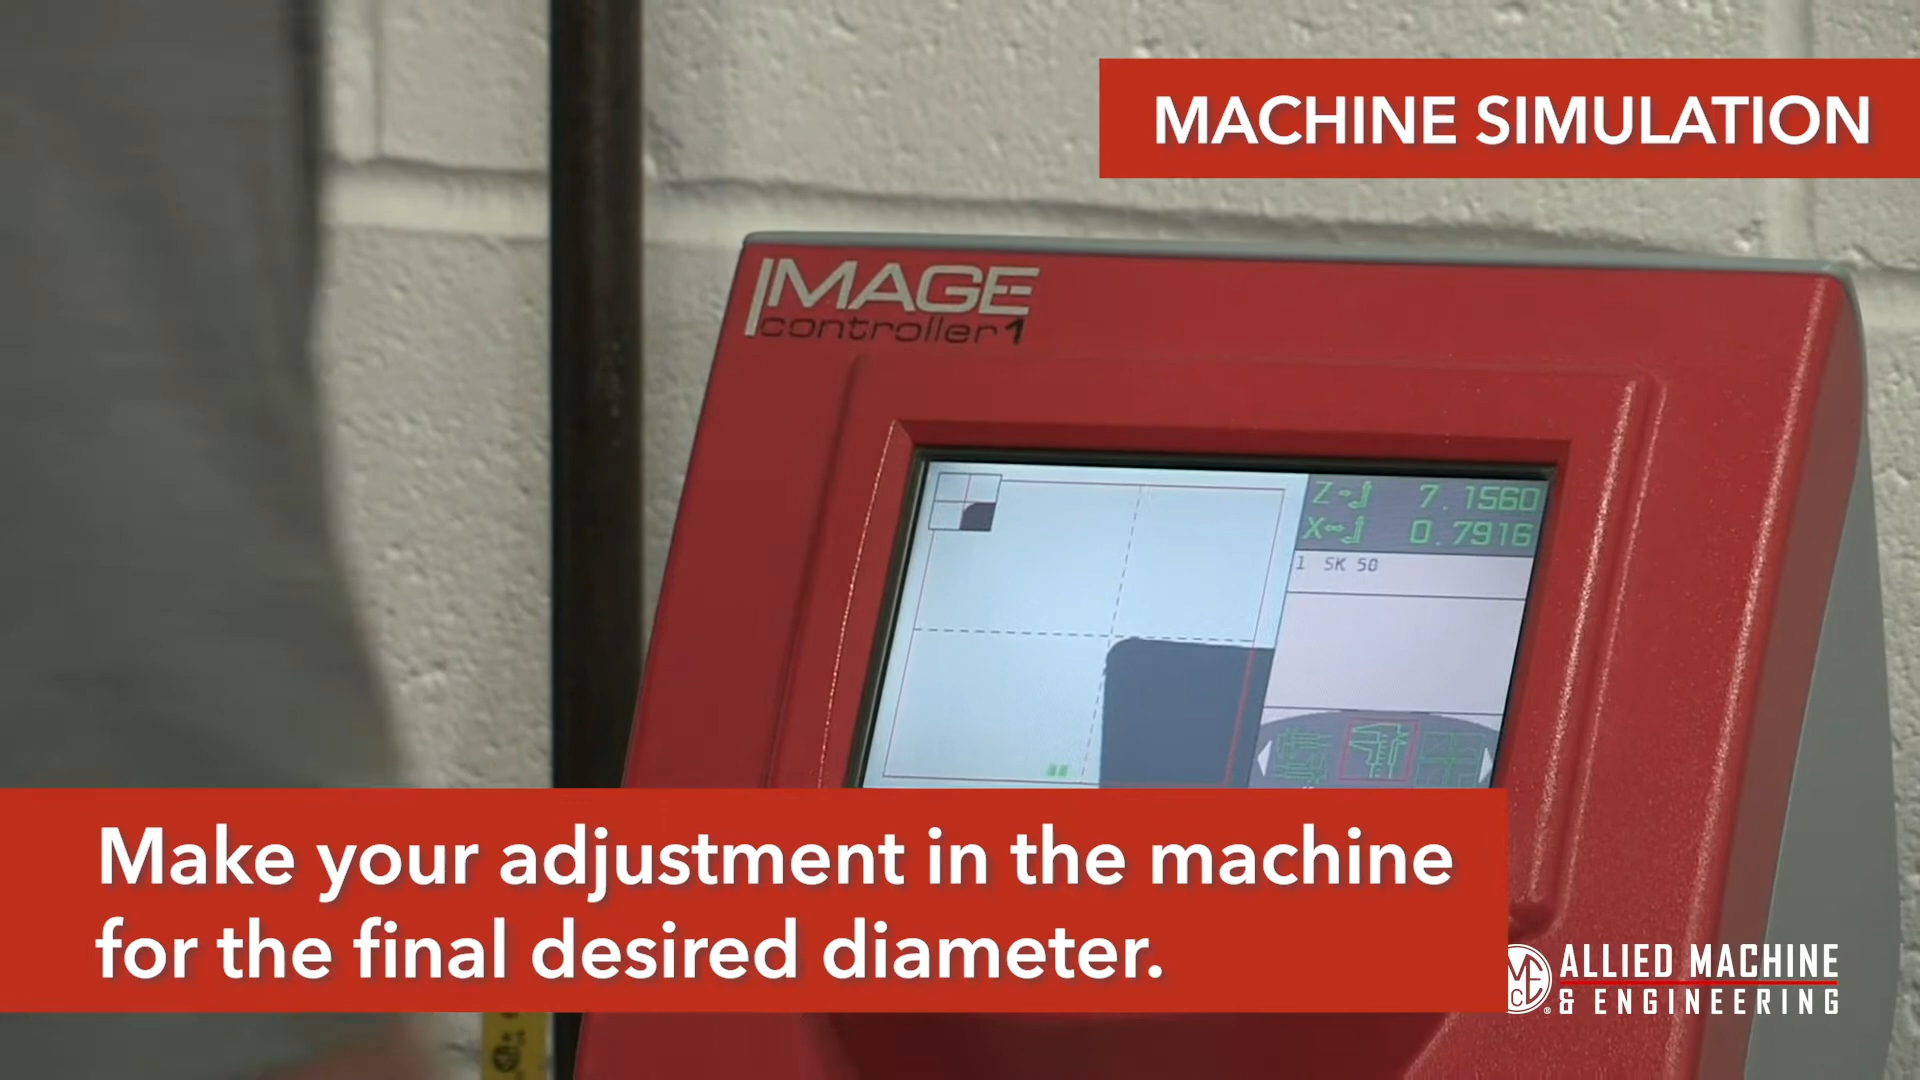 MACHINE SIMULATION
IMAGE
controller1
Z 7.1560
X 0.7916
1 SK 50
Make your adjustment in the machine
for the final desired diameter.
ALLIED MACHINE
& ENGINEERING